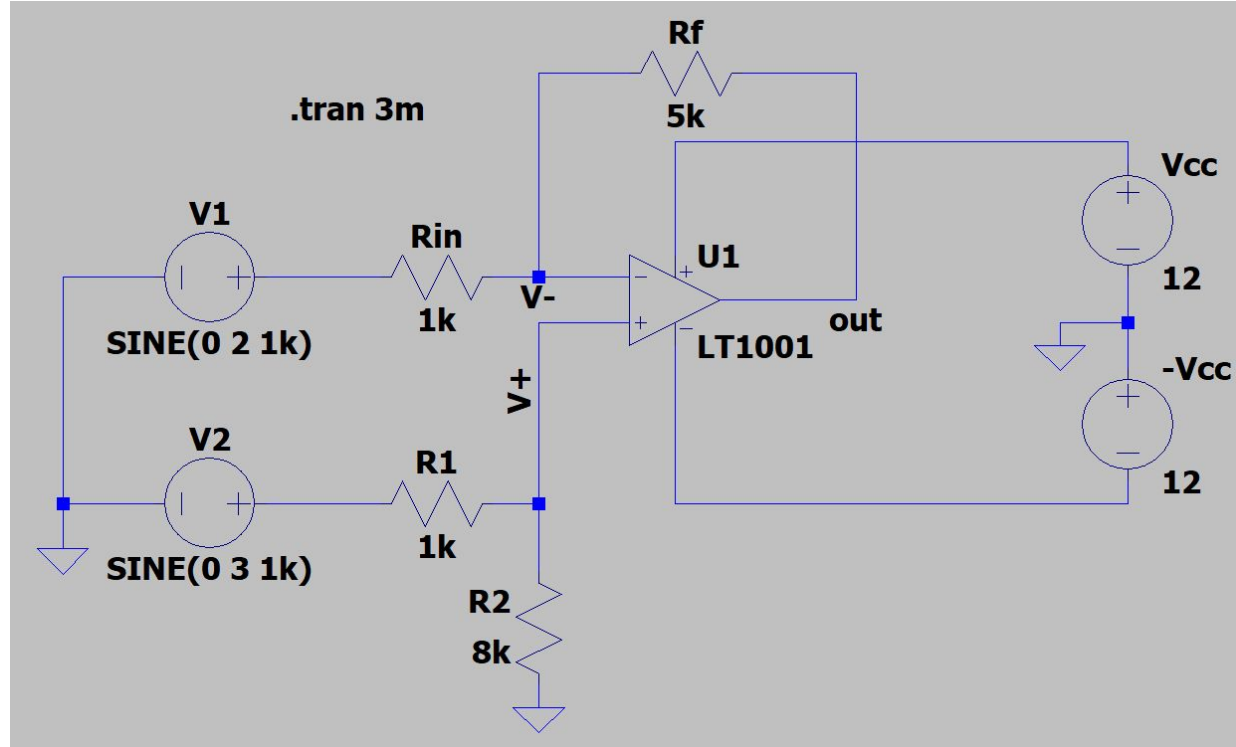 Rf
5k
.tran 3m
Vcc
12
V1
SINE(0 2 1k)
Rin
1k
V-
U1
LT1001
out
V+
-Vcc
12
V2
SINE(0 3 1k)
R1
1k
R2
8k